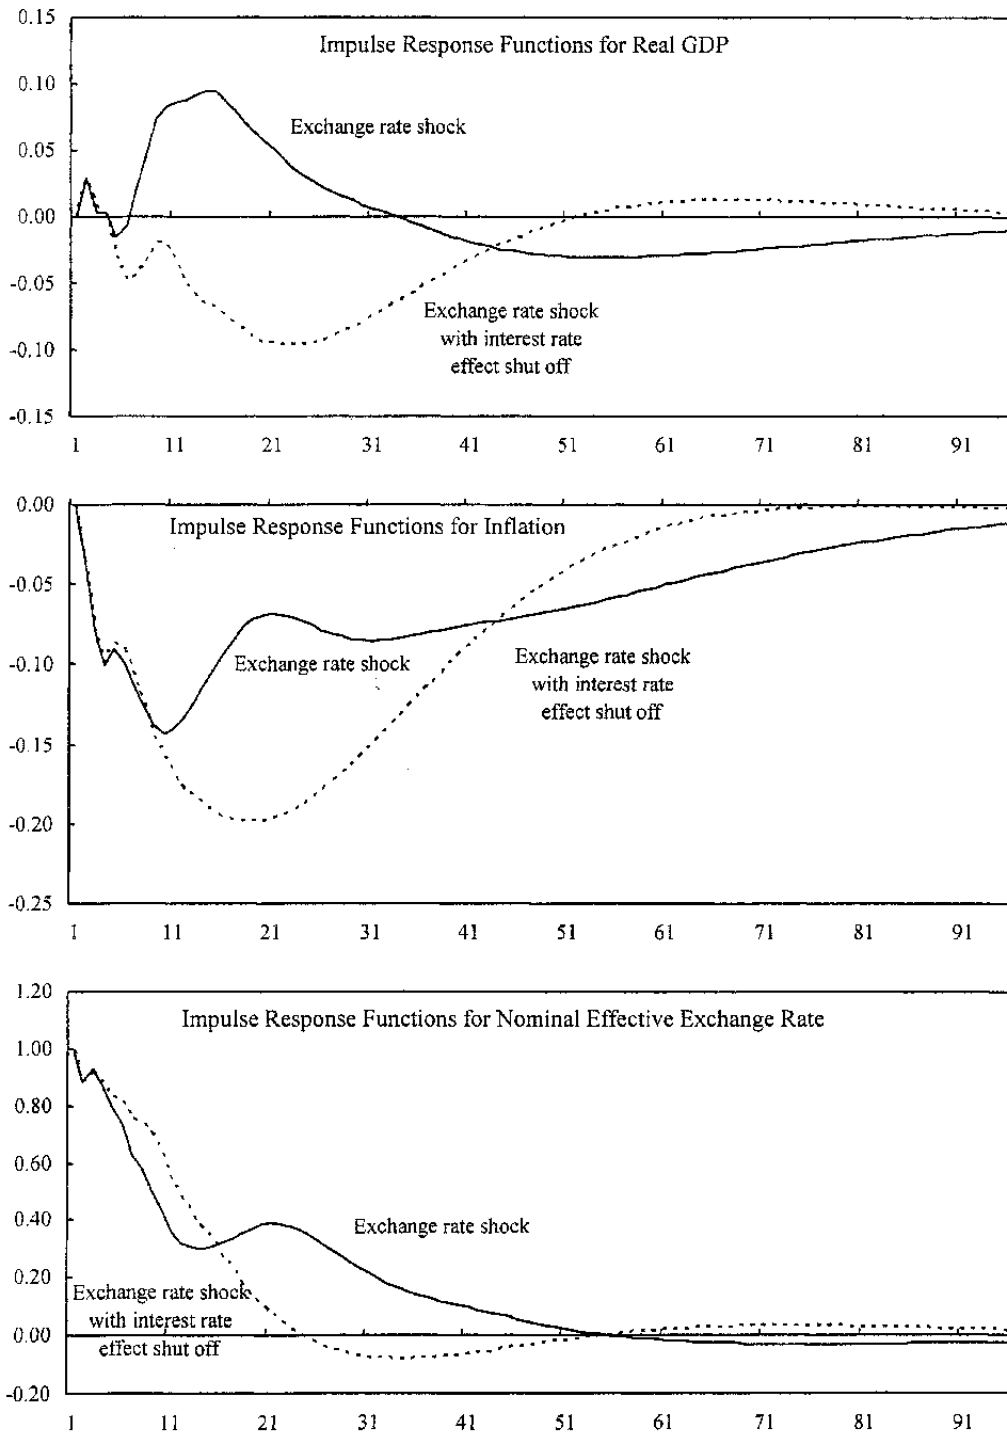 0.15
Impulse Response Functions for Real GDP
0.10
Exchange rate shock
0.05
0.00
-0.05
Exchange rate shock
with interest rate
effect shut off
-0.10
-0.15
1 11 21 31 41 51 61 71 81 91
0.00
Impulse Response Functions for Inflation
-0.05
Exchange rate shock
Exchange rate shock
with interest rate
effect shut off
-0.10
-0.15
-0.20
-0.25
1 11 21 31 41 51 61 71 81 91
1.20
Impulse Response Functions for Nominal Effective Exchange Rate
1.00
0.80
0.60
0.40
Exchange rate shock
0.20
Exchange rate shock
with interest rate
effect shut off
0.00
-0.20
1 11 21 31 41 51 61 71 81 91